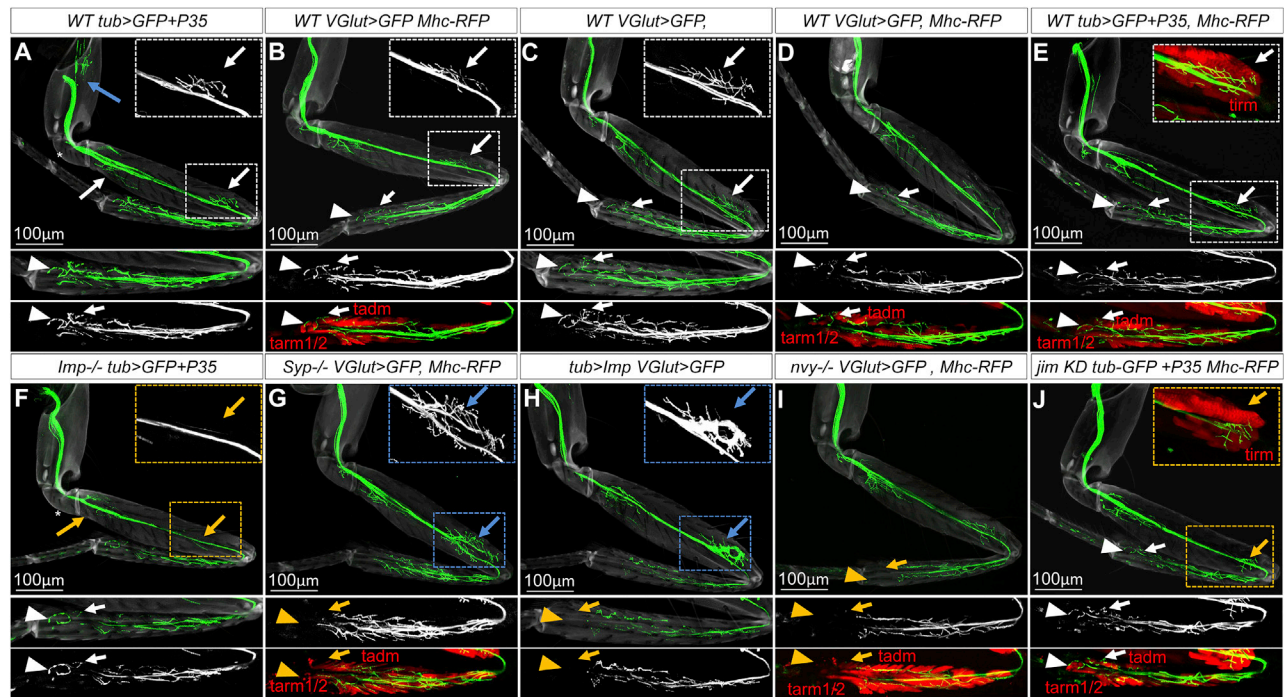 WT tub>GFP+P35
WT VGlut>GFP Mhc-RFP
WT VGlut>GFP,
WT VGlut>GFP, Mhc-RFP
WT tub>GFP+P35, Mhc-RFP
A
B
C
D
E
tirm
*
100μm
100μm
100μm
100μm
100μm
tadm
tarm1/2
tadm
tarm1/2
tadm
tarm1/2
Imp-/- tub>GFP+P35
Syp-/- VGlut>GFP, Mhc-RFP
tub>Imp VGlut>GFP
nvy-/- VGlut>GFP , Mhc-RFP
jim KD tub-GFP +P35 Mhc-RFP
F
G
H
I
J
tirm
*
100μm
100μm
100μm
100μm
100μm
tadm
tarm1/2
tadm
tarm1/2
tadm
tarm1/2